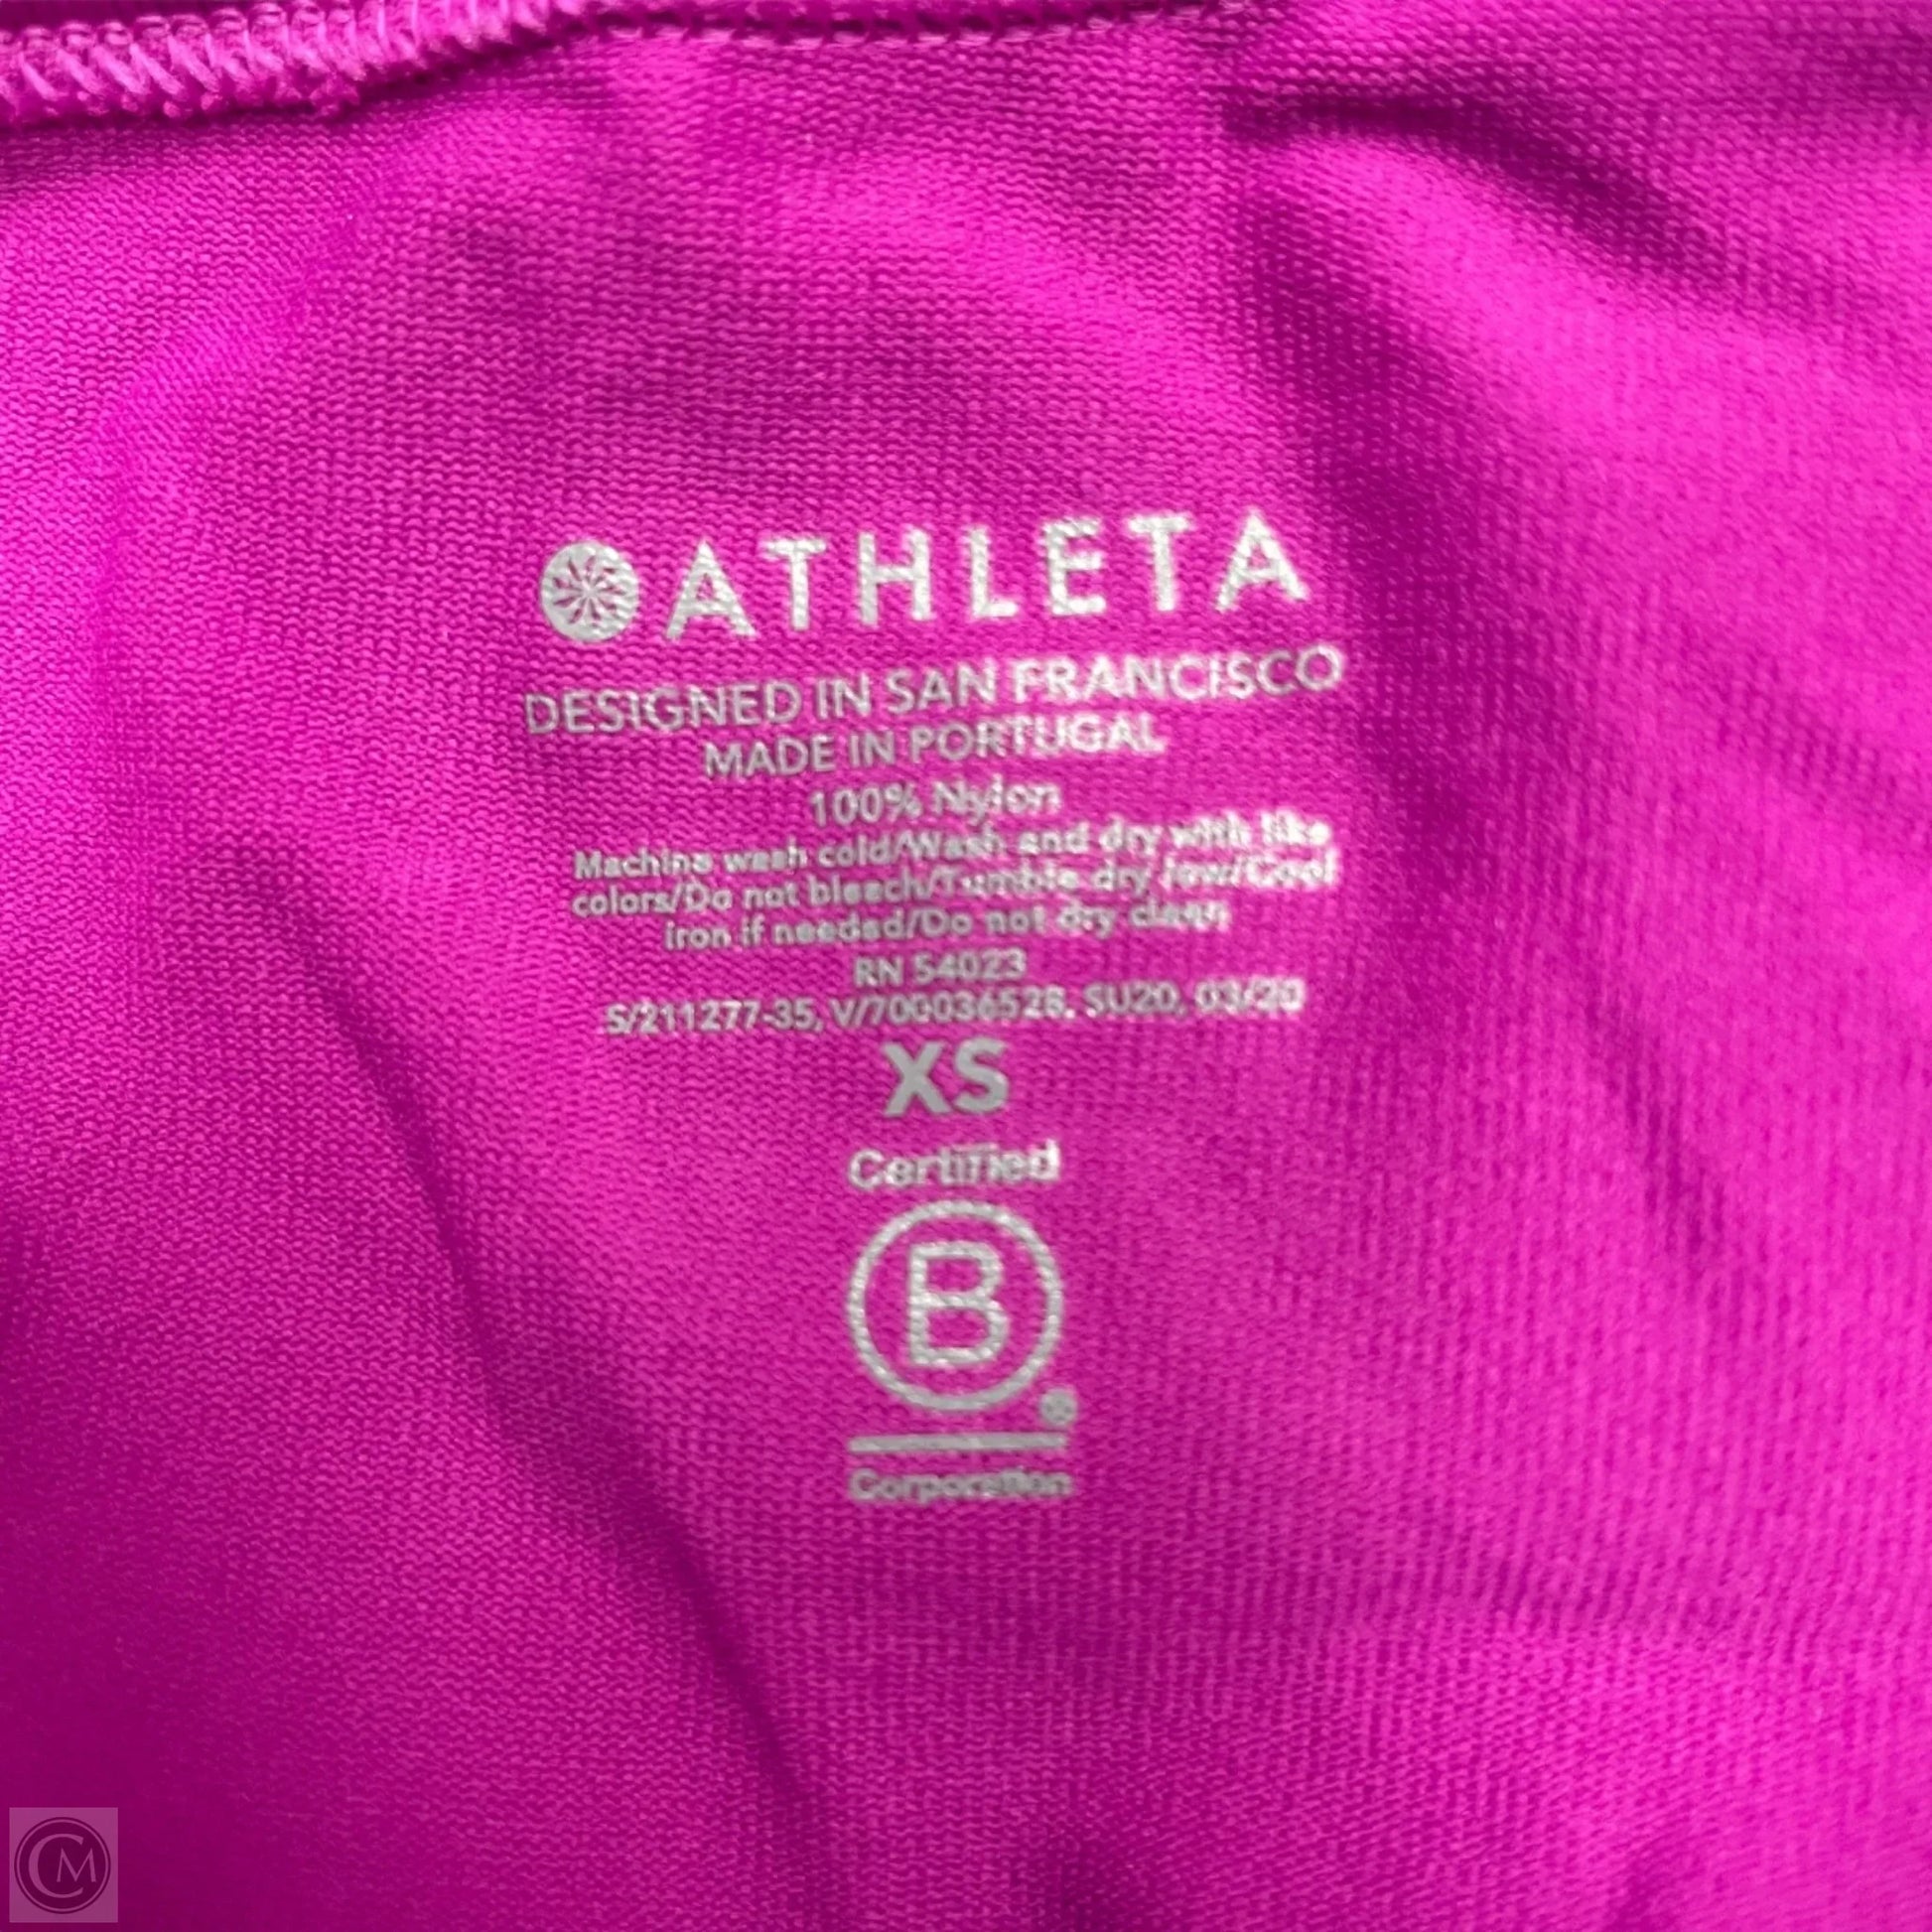 ATHLETA
DESIGNED IN SAN FRANCISCO
MADE IN PORTUGAL
100% Nylon
Machine wash cold/Wash and dry with like
colors/Do not bleach/Tumble dry low/Cool
iron if needed/Do not dry clean
RN 54023
S/211277-35, V/700036528, SU20, 03/20
XS
Certified
B
®
Corporation
CM